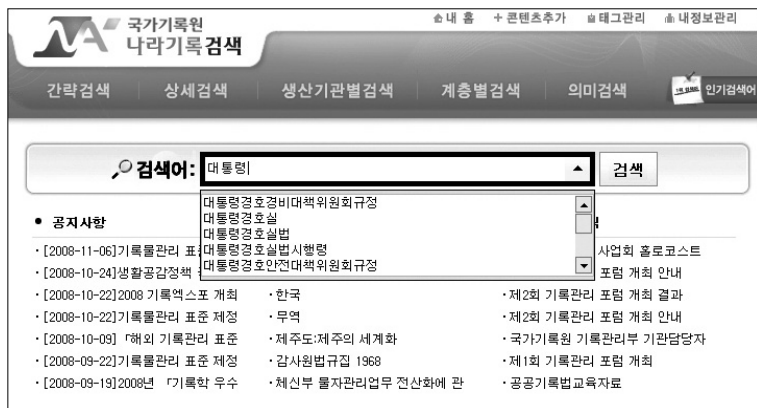 국가기록원
나라기록검색
내 홈 +콘텐츠추가 태그관리 내정보관리
간략검색 상세검색 생산기관별검색 계층별검색 의미검색 인기검색어
검색어: 대통령 검색
대통령경호경비대책위원회규정
대통령경호실
대통령경호실법
대통령경호실법시행령
대통령경호안전대책위원회규정
• 공지사항
·[2008-11-06]기록물관리 표 사업회 홀로코스트
·[2008-10-24]생활공감정책 포럼 개최 안내
·[2008-10-22]2008 기록엑스포 개최 ·한국 ·제2회 기록관리 포럼 개최 결과
·[2008-10-22]기록물관리 표준 제정 ·무역 ·제2회 기록관리 포럼 개최 안내
·[2008-10-09] 「해외 기록관리 표준 ·제주도:제주의 세계화 ·국가기록원 기록관리부 기관담당자
·[2008-09-22]기록물관리 표준 제정 ·감사원법규집 1968 ·제1회 기록관리 포럼 개최
·[2008-09-19]2008년 「기록학 우수 ·체신부 물자관리업무 전산화에 관 ·공공기록법교육자료